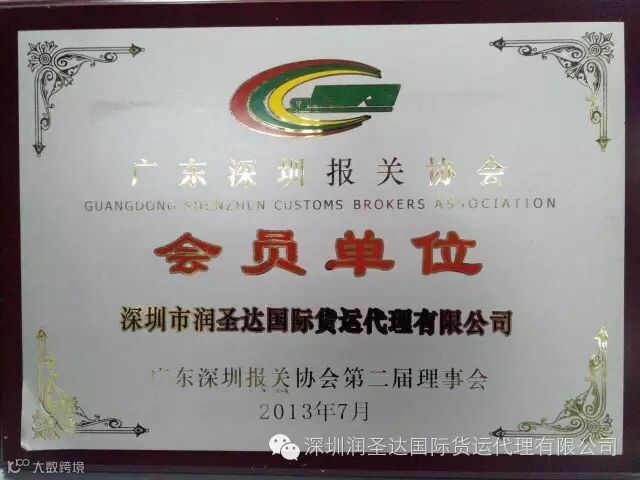 广东深圳报关协会
GUANGDONG SHENZHEN CUSTOMS BROKERS ASSOCIATION
会员单位
深圳市润圣达国际货运代理有限公司
广东深圳报关协会第二届理事会
2013年7月
深圳润圣达国际货运代理有限公司
大数跨境